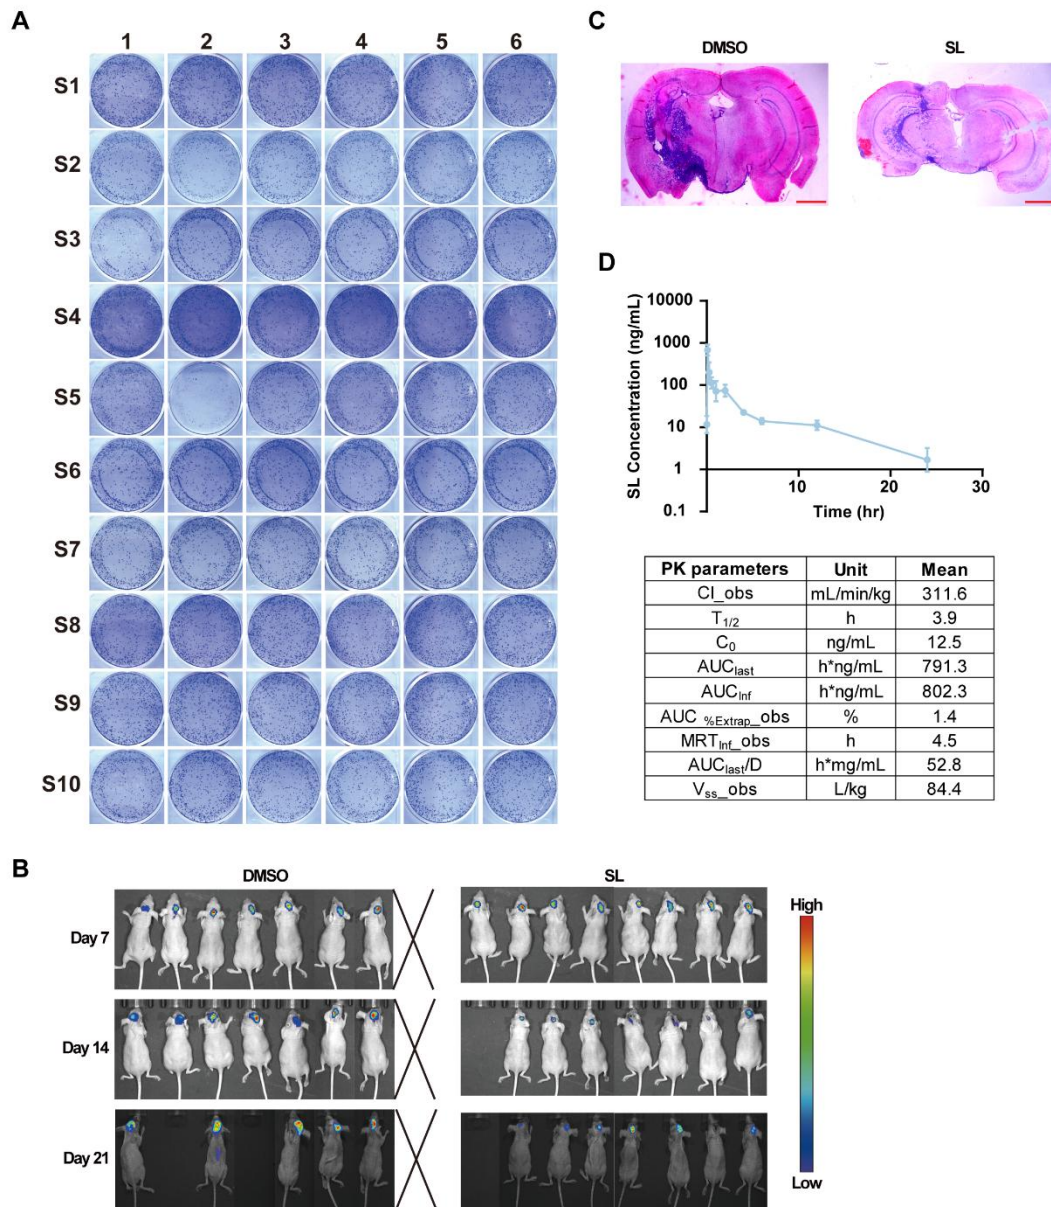 A
1 2 3 4 5 6
S1
S2
S3
S4
S5
S6
S7
S8
S9
S10
C
DMSO SL
D
10000
1000
100
10
1
0.1
SL Concentration (ng/mL)
10 20 30
Time (hr)
PK parameters Unit Mean
CI_obs mL/min/kg 311.6
T1/2 h 3.9
C0 ng/mL 12.5
AUClast h*ng/mL 791.3
AUCInf h*ng/mL 802.3
AUC %Extrap_obs % 1.4
MRTInf_obs h 4.5
AUClast/D h*mg/mL 52.8
Vss_obs L/kg 84.4
B
DMSO SL
Day 7
Day 14
Day 21
High
Low